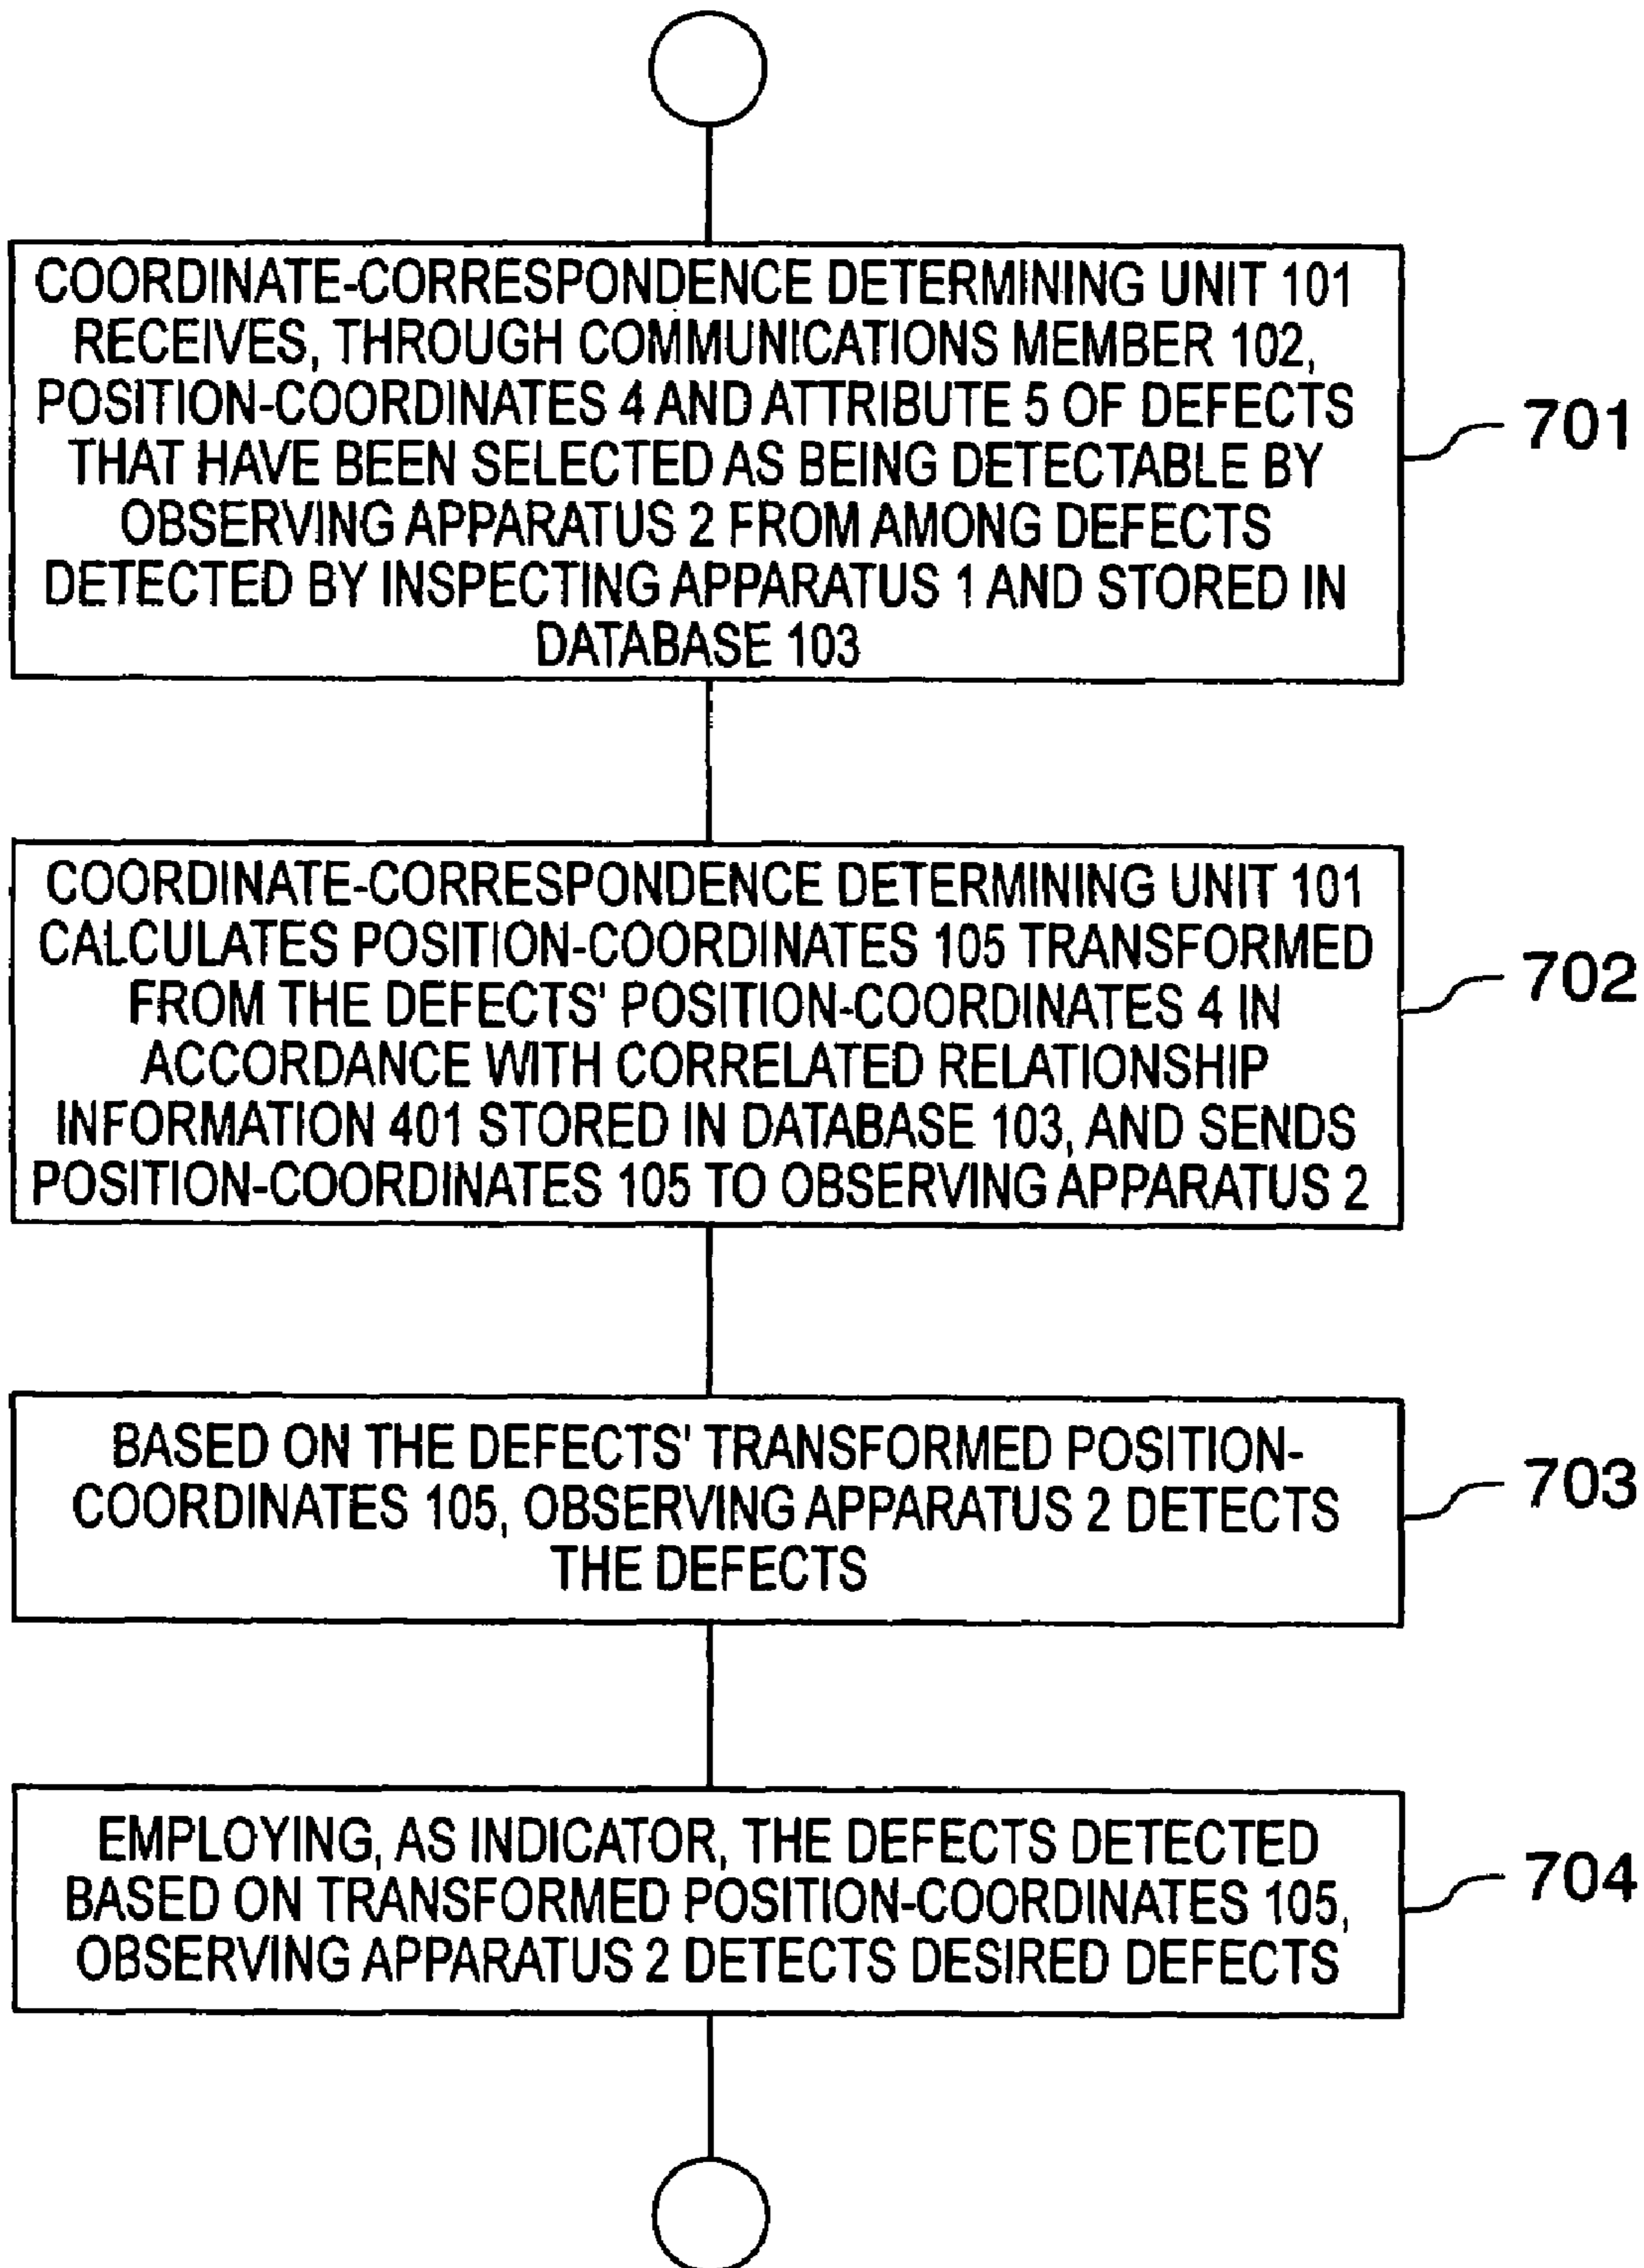 COORDINATE-CORRESPONDENCE DETERMINING UNIT 101
RECEIVES, THROUGH COMMUNICATIONS MEMBER 102,
POSITION-COORDINATES 4 AND ATTRIBUTE 5 OF DEFECTS
THAT HAVE BEEN SELECTED AS BEING DETECTABLE BY
OBSERVING APPARATUS 2 FROM AMONG DEFECTS
DETECTED BY INSPECTING APPARATUS 1 AND STORED IN
DATABASE 103
701
COORDINATE-CORRESPONDENCE DETERMINING UNIT 101
CALCULATES POSITION-COORDINATES 105 TRANSFORMED
FROM THE DEFECTS' POSITION-COORDINATES 4 IN
ACCORDANCE WITH CORRELATED RELATIONSHIP
INFORMATION 401 STORED IN DATABASE 103, AND SENDS
POSITION-COORDINATES 105 TO OBSERVING APPARATUS 2
702
BASED ON THE DEFECTS' TRANSFORMED POSITION-
COORDINATES 105, OBSERVING APPARATUS 2 DETECTS
THE DEFECTS
703
EMPLOYING, AS INDICATOR, THE DEFECTS DETECTED
BASED ON TRANSFORMED POSITION-COORDINATES 105,
OBSERVING APPARATUS 2 DETECTS DESIRED DEFECTS
704